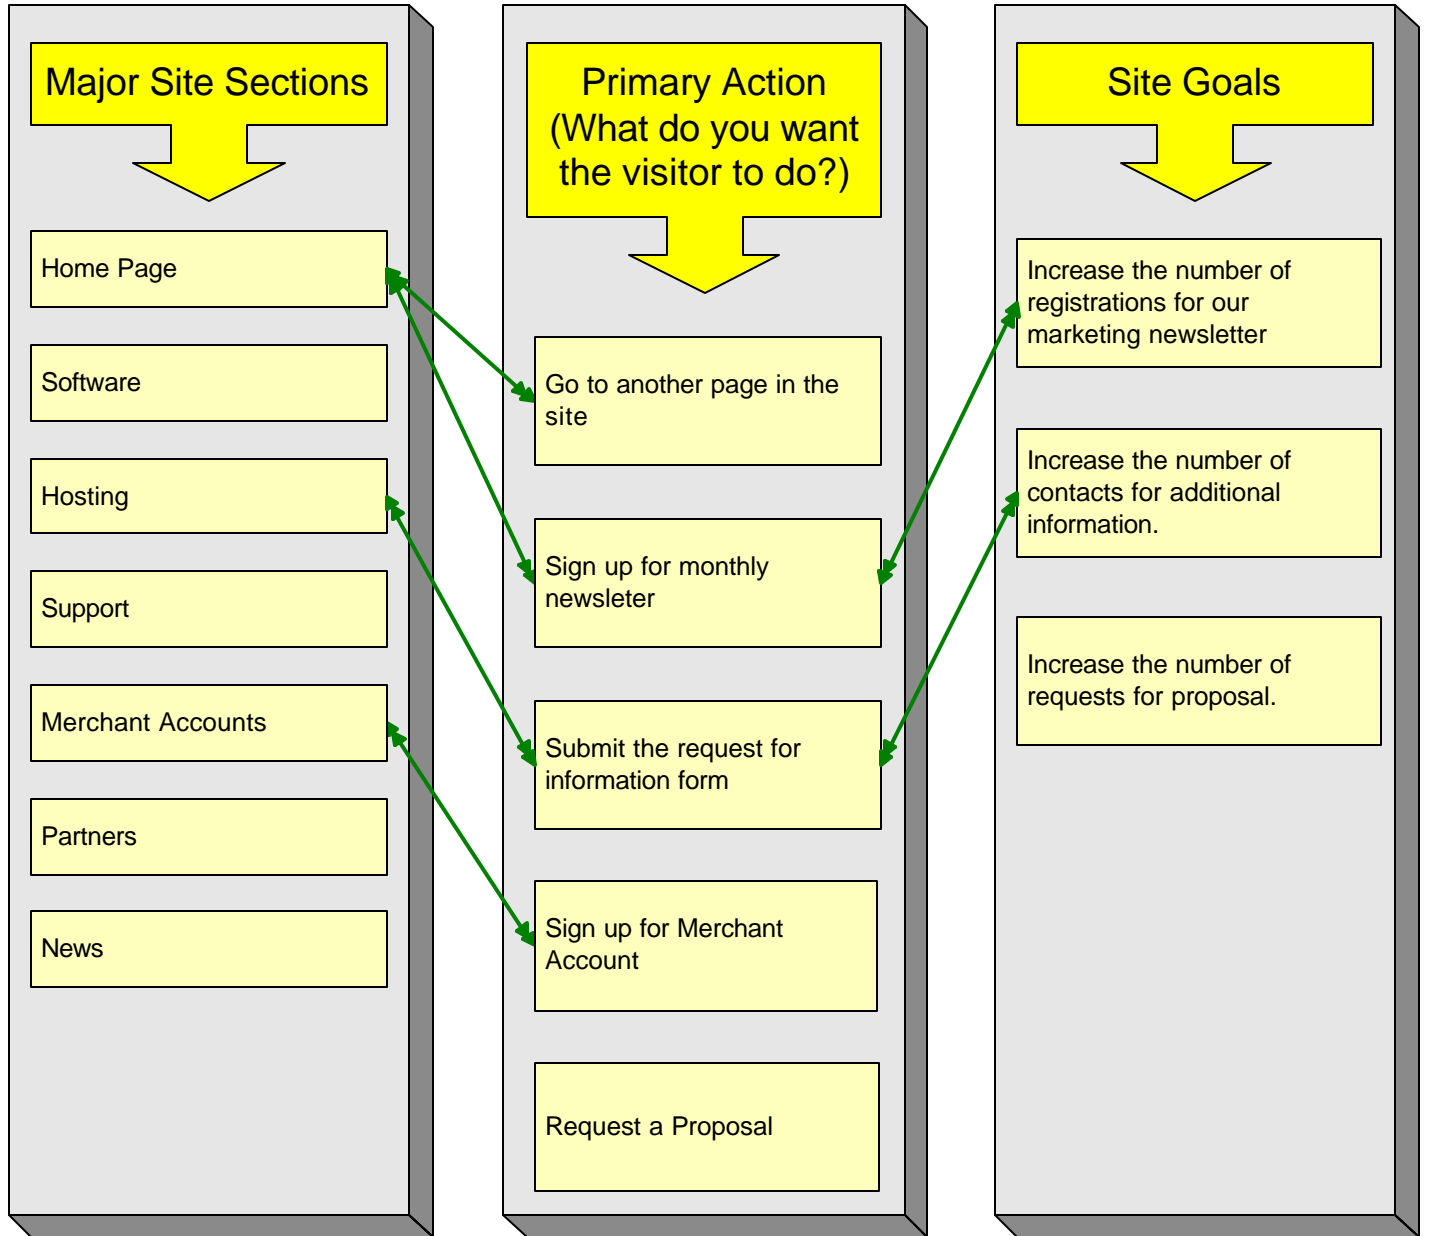 Major Site Sections
Home Page
Software
Hosting
Support
Merchant Accounts
Partners
News
Primary Action
(What do you want
the visitor to do?)
Go to another page in the
site
Sign up for monthly
newsleter
Submit the request for
information form
Sign up for Merchant
Account
Request a Proposal
Site Goals
Increase the number of
registrations for our
marketing newsletter
Increase the number of
contacts for additional
information.
Increase the number of
requests for proposal.